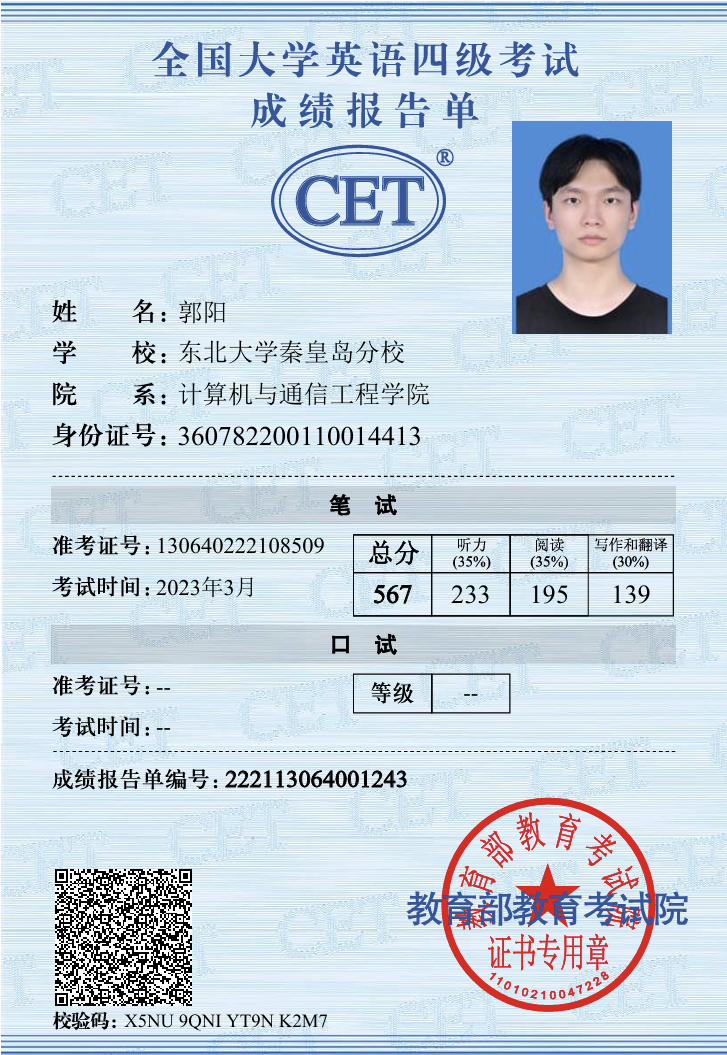 全国大学英语四级考试
成绩报告单
CET®
姓 名：郭阳
学 校：东北大学秦皇岛分校
院 系：计算机与通信工程学院
身份证号：360782200110014413
笔 试
准考证号：130640222108509
考试时间：2023年3月
总分 听力(35%) 阅读(35%) 写作和翻译(30%)
567 233 195 139
口 试
准考证号：--
等级 --
考试时间：--
成绩报告单编号：222113064001243
教育部教育考试院
教育部教育考试院
证书专用章
11010210047228
校验码：X5NU 9QNI YT9N K2M7